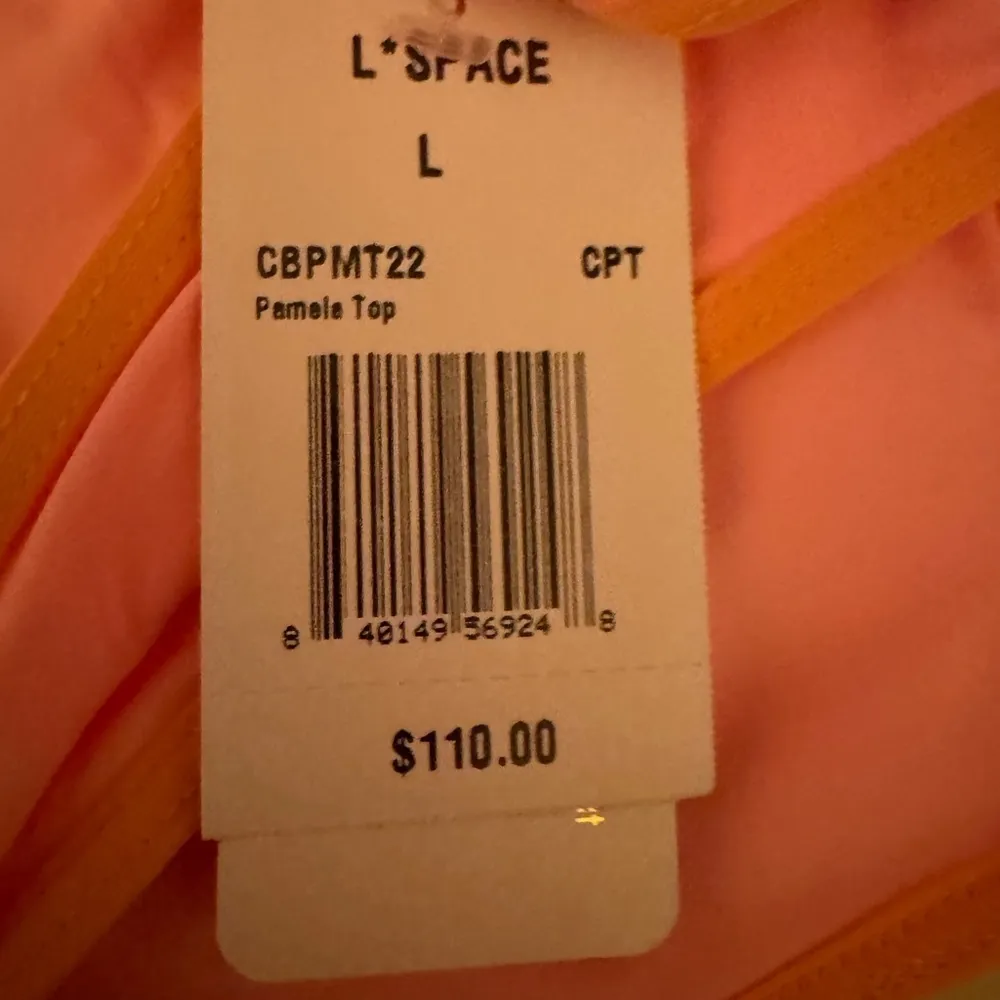 L*SPACE
L
CBPMT22 CPT
Pamela Top
8 40149 56924 8
$110.00